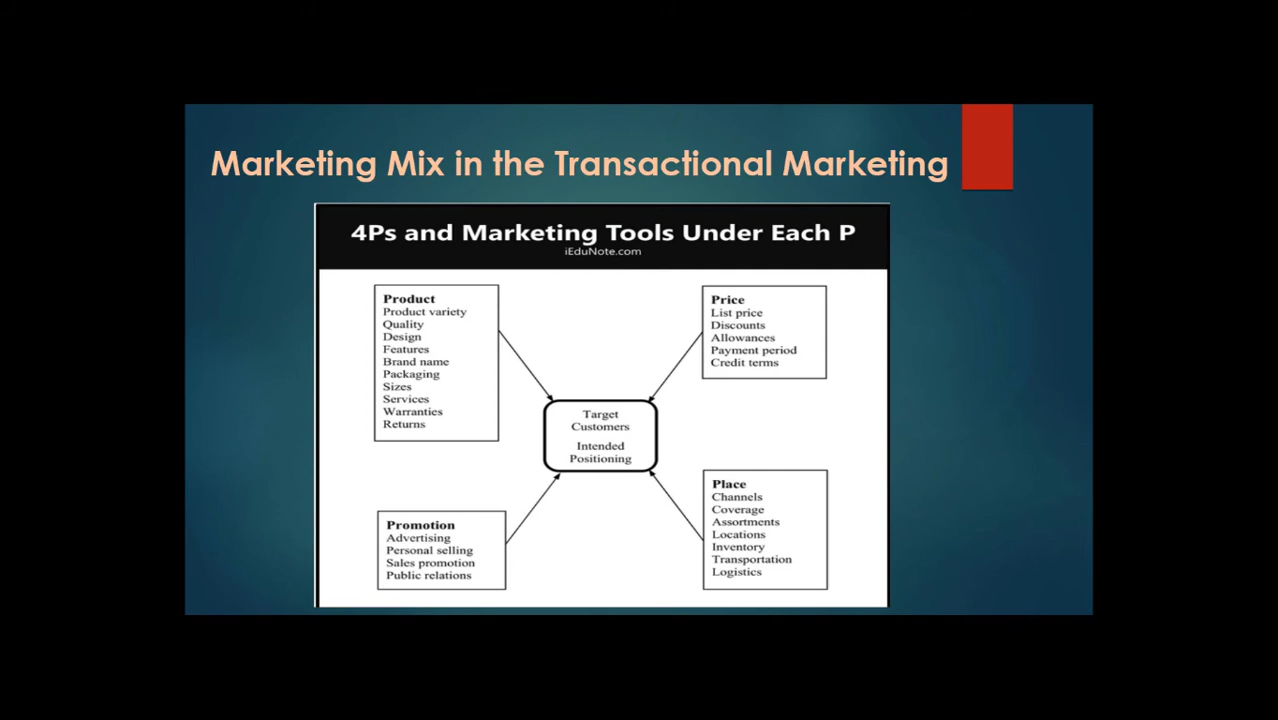 Marketing Mix in the Transactional Marketing
4Ps and Marketing Tools Under Each P
iEduNote.com
Product
Product variety
Quality
Design
Features
Brand name
Packaging
Sizes
Services
Warranties
Returns
Price
List price
Discounts
Allowances
Payment period
Credit terms
Target
Customers
Intended
Positioning
Promotion
Advertising
Personal selling
Sales promotion
Public relations
Place
Channels
Coverage
Assortments
Locations
Inventory
Transportation
Logistics